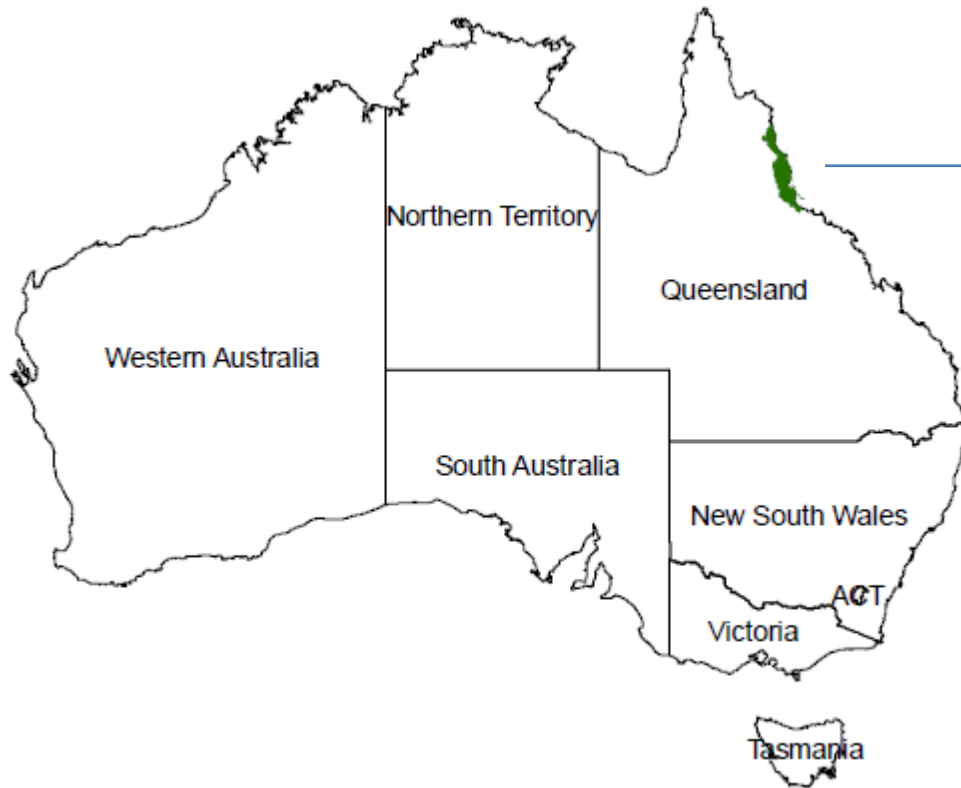 Northern Territory
Queensland
Western Australia
South Australia
New South Wales
ACT
Victoria
Tasmania